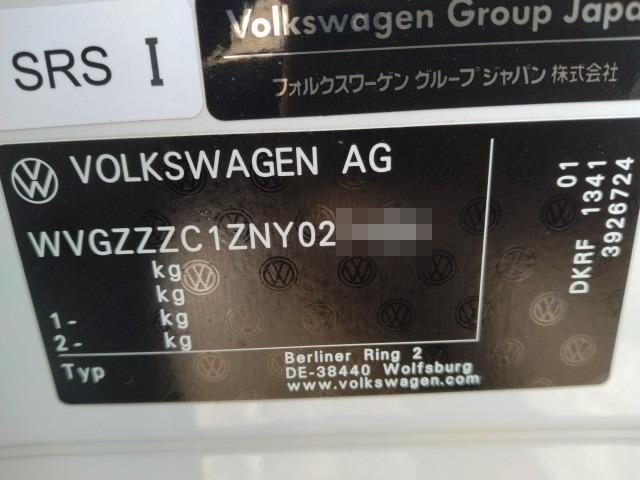 SRS I
Volkswagen Group Japa
フォルクスワーゲン グループ ジャパン 株式会社
VOLKSWAGEN AG
WVGZZZC1ZNY02
kg
kg
1- kg
2- kg
Typ
Berliner Ring 2
DE-38440 Wolfsburg
www.volkswagen.com
01
DKRF 1341
3926724